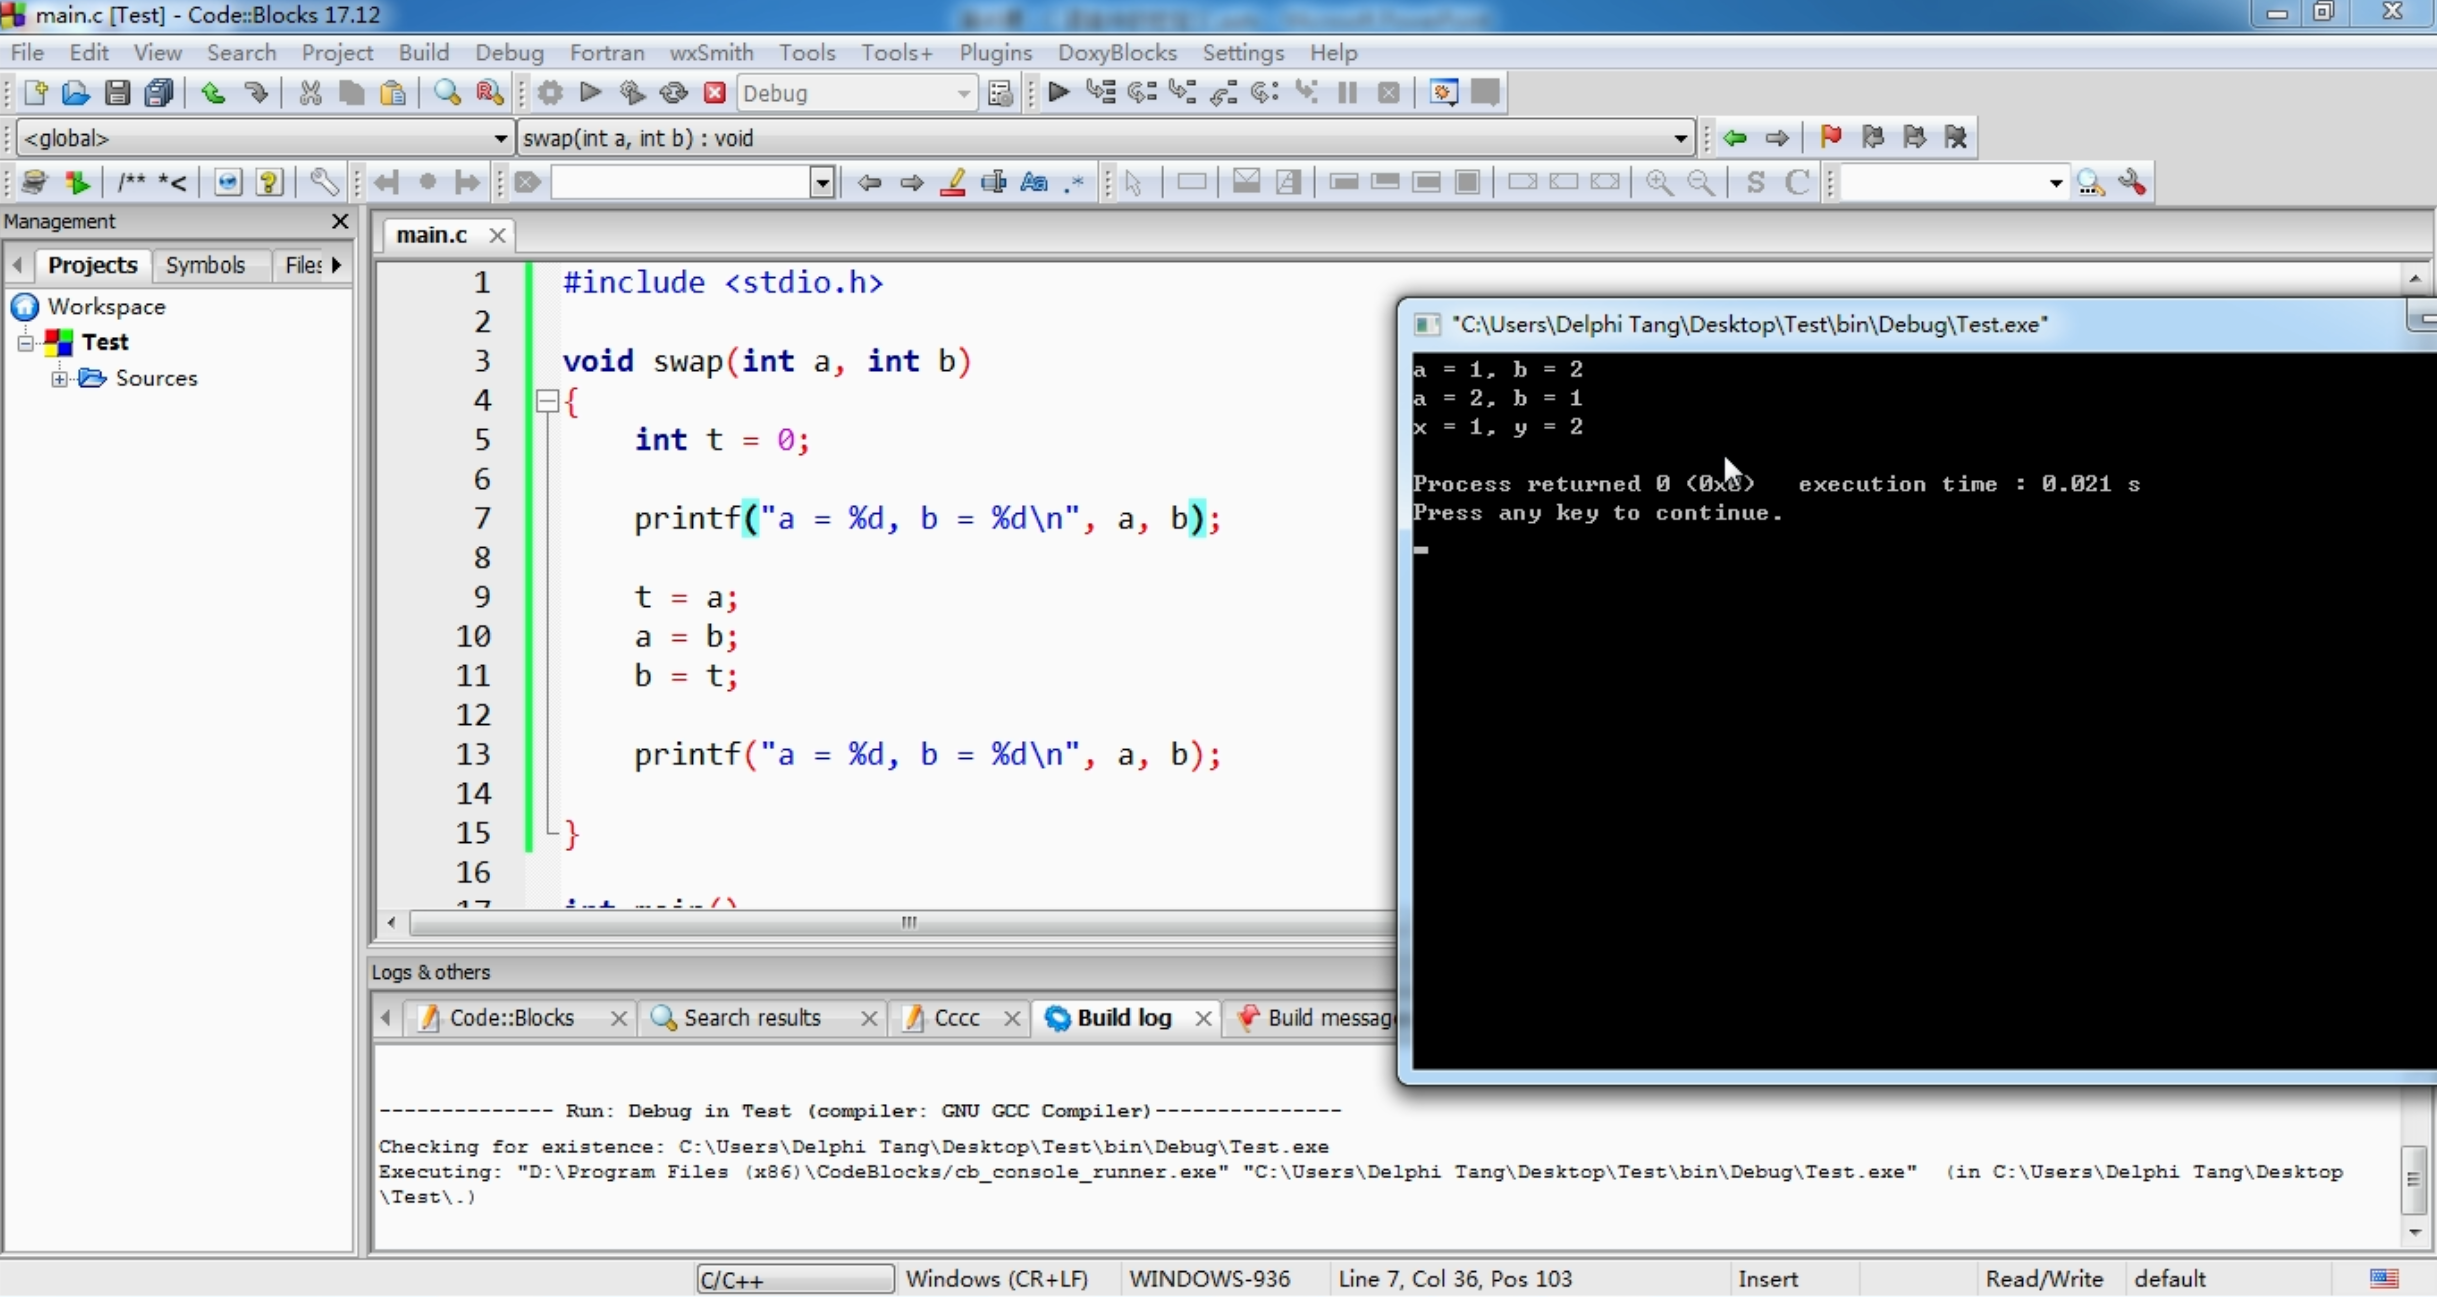 main.c [Test] - Code::Blocks 17.12
File Edit View Search Project Build Debug Fortran wxSmith Tools Tools+ Plugins DoxyBlocks Settings Help
Debug
<global> swap(int a, int b) : void
/** *< Aa .* S C
Management
Projects Symbols Files
Workspace
Test
Sources
main.c
1 #include <stdio.h>
2
3 void swap(int a, int b)
4 {
5 int t = 0;
6
7 printf("a = %d, b = %d\n", a, b);
8
9 t = a;
10 a = b;
11 b = t;
12
13 printf("a = %d, b = %d\n", a, b);
14
15 }
16
17 int main()
"C:\Users\Delphi Tang\Desktop\Test\bin\Debug\Test.exe"
a = 1, b = 2
a = 2, b = 1
x = 1, y = 2
Process returned 0 (0x0) execution time : 0.021 s
Press any key to continue.
Logs & others
Code::Blocks Search results Cccc Build log Build messag
-------------- Run: Debug in Test (compiler: GNU GCC Compiler)---------------
Checking for existence: C:\Users\Delphi Tang\Desktop\Test\bin\Debug\Test.exe
Executing: "D:\Program Files (x86)\CodeBlocks/cb_console_runner.exe" "C:\Users\Delphi Tang\Desktop\Test\bin\Debug\Test.exe" (in C:\Users\Delphi Tang\Desktop
\Test\.)
C/C++ Windows (CR+LF) WINDOWS-936 Line 7, Col 36, Pos 103 Insert Read/Write default